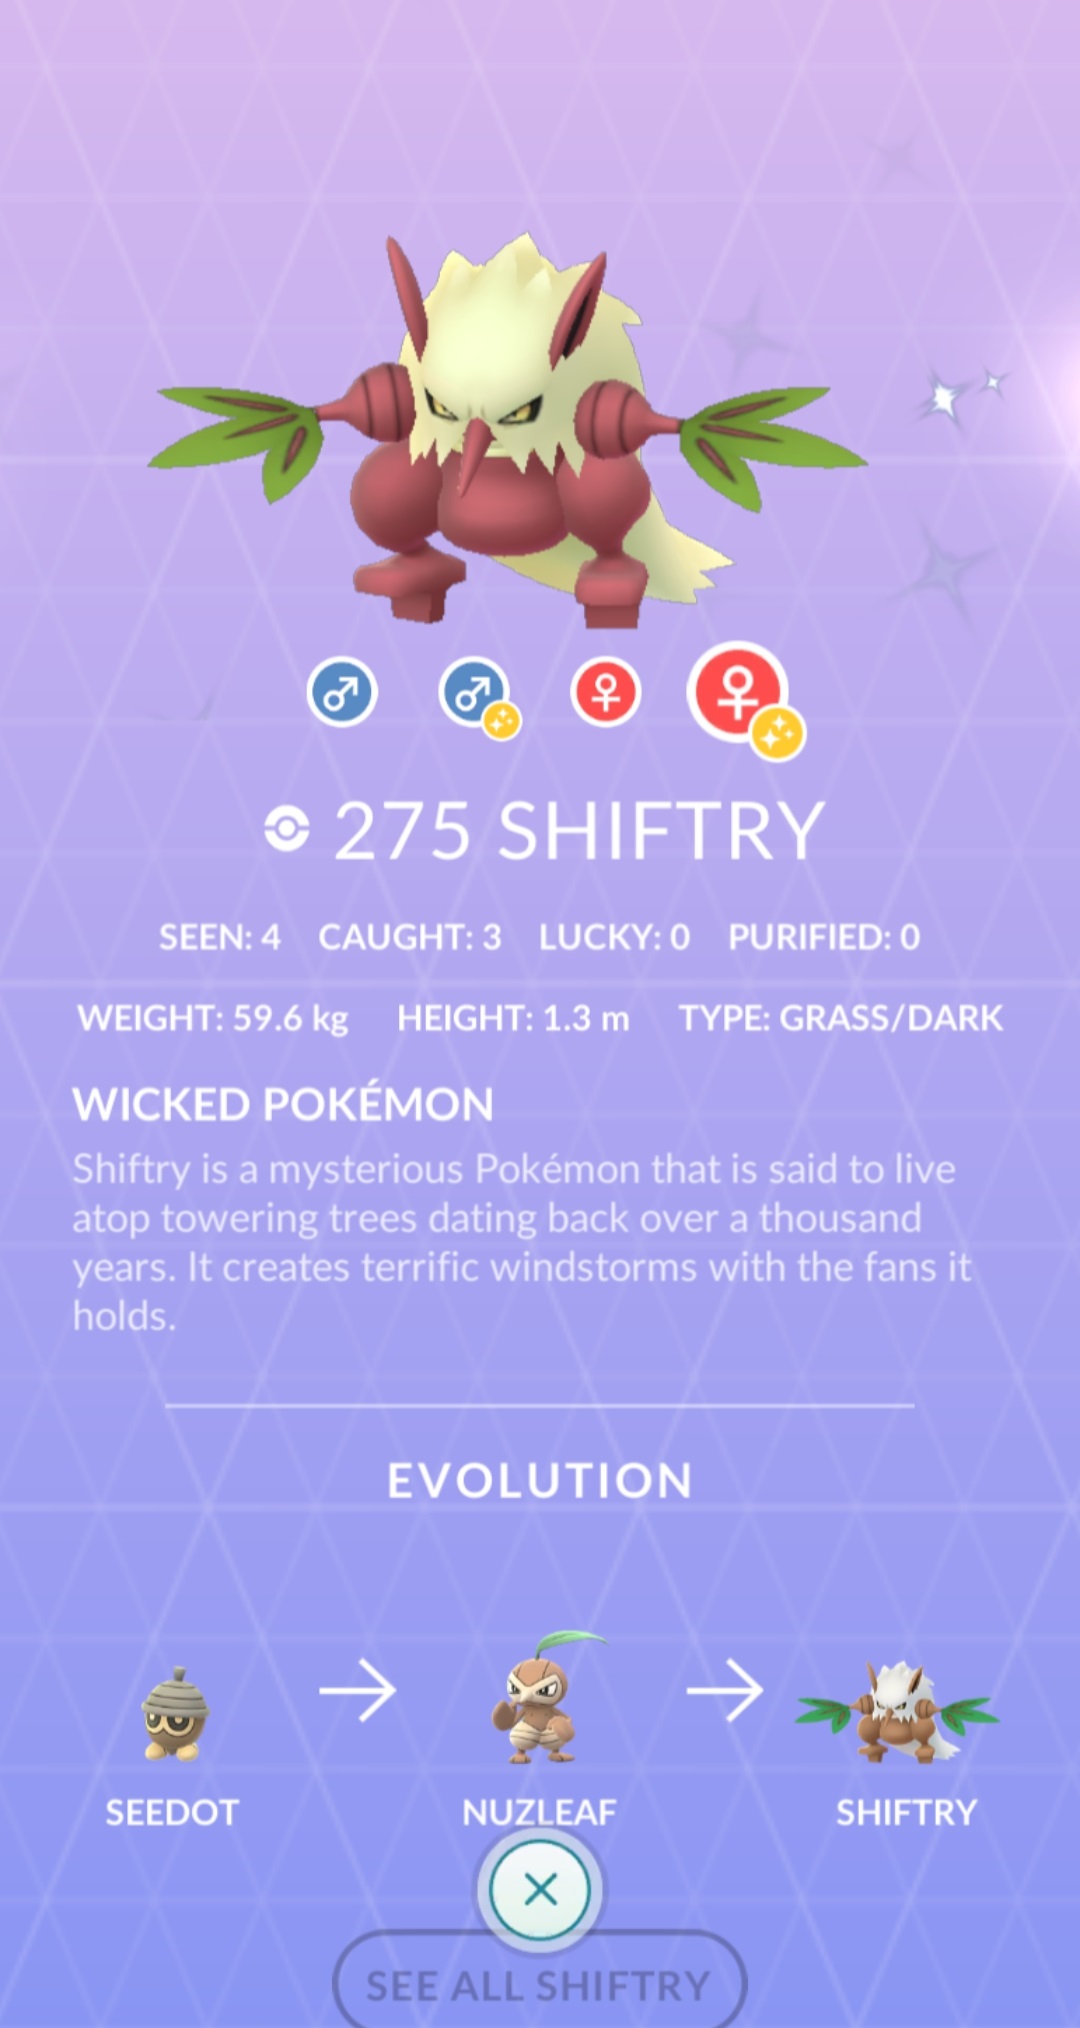 275 SHIFTRY
SEEN: 4 CAUGHT: 3 LUCKY: 0 PURIFIED: 0
WEIGHT: 59.6 kg HEIGHT: 1.3 m TYPE: GRASS/DARK
WICKED POKÉMON
Shiftry is a mysterious Pokémon that is said to live
atop towering trees dating back over a thousand
years. It creates terrific windstorms with the fans it
holds.
EVOLUTION
SEEDOT NUZLEAF SHIFTRY
SEE ALL SHIFTRY